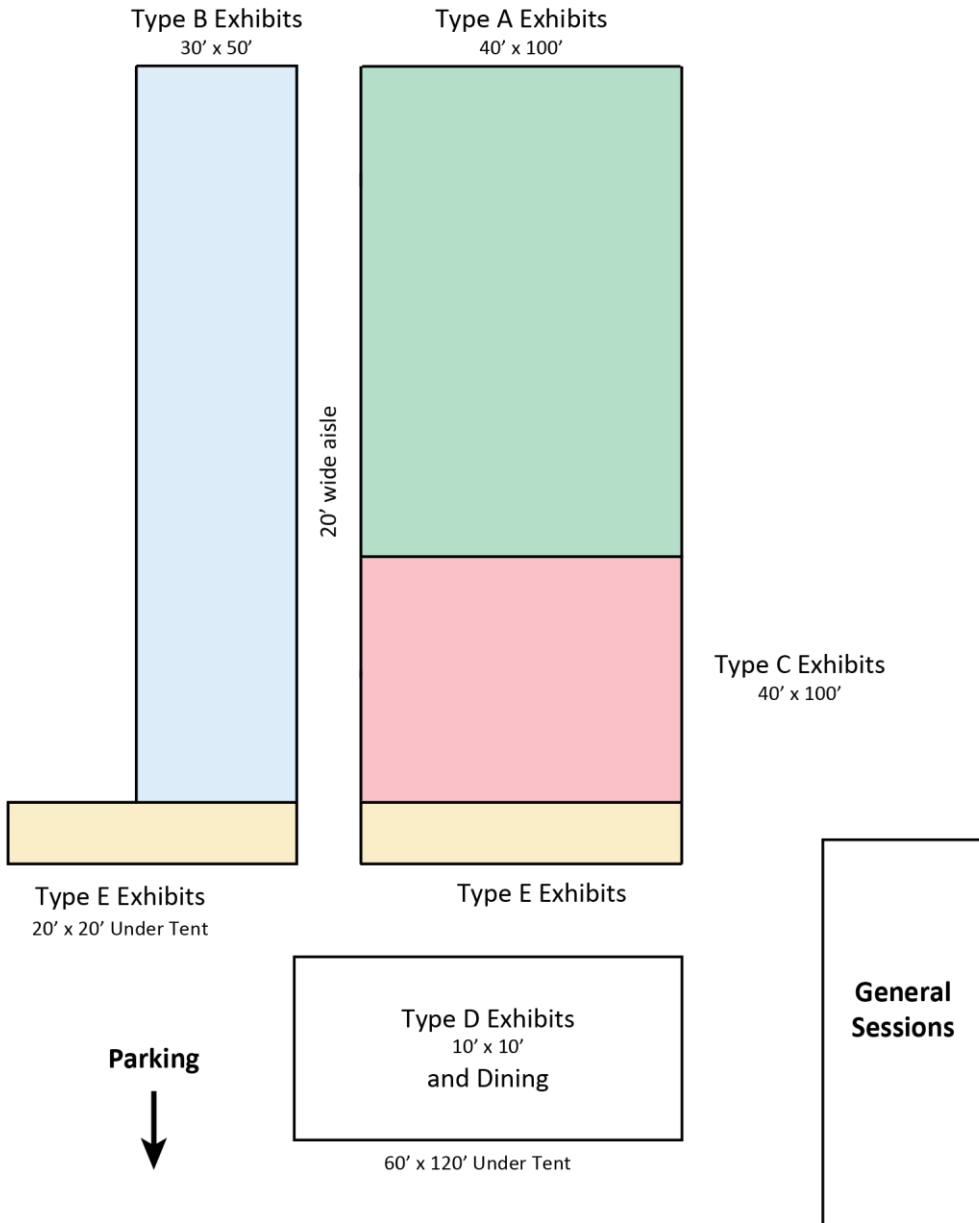 Type B Exhibits
30’ x 50’
Type A Exhibits
40’ x 100’
20’ wide aisle
Type C Exhibits
40’ x 100’
Type E Exhibits
20’ x 20’ Under Tent
Type E Exhibits
Type D Exhibits
10’ x 10’
and Dining
60’ x 120’ Under Tent
Parking
General
Sessions